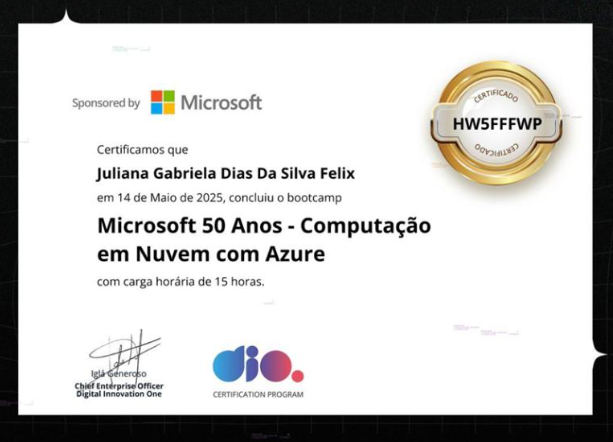 Sponsored by Microsoft
CERTIFICADO
HW5FFFWP
CERTIFICADO
Certificamos que
Juliana Gabriela Dias Da Silva Felix
em 14 de Maio de 2025, concluiu o bootcamp
Microsoft 50 Anos - Computação
em Nuvem com Azure
com carga horária de 15 horas.
Iglá Generoso
Chief Enterprise Officer
Digital Innovation One
dio.
CERTIFICATION PROGRAM